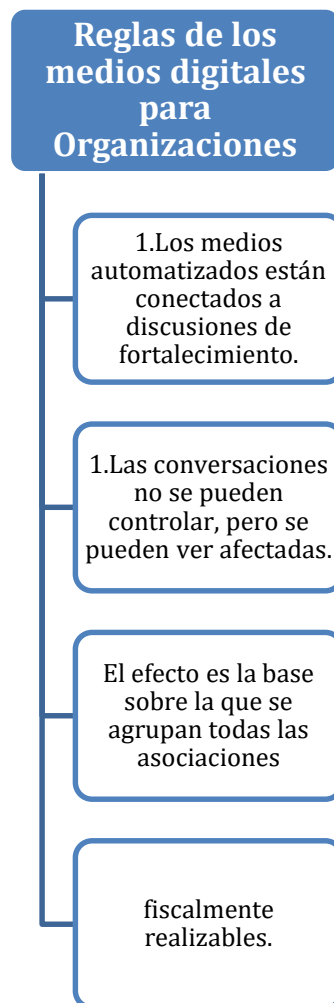 Reglas de los
medios digitales
para
Organizaciones
1.Los medios
automatizados están
conectados a
discusiones de
fortalecimiento.
1.Las conversaciones
no se pueden
controlar, pero se
pueden ver afectadas.
El efecto es la base
sobre la que se
agrupan todas las
asociaciones
fiscalmente
realizables.